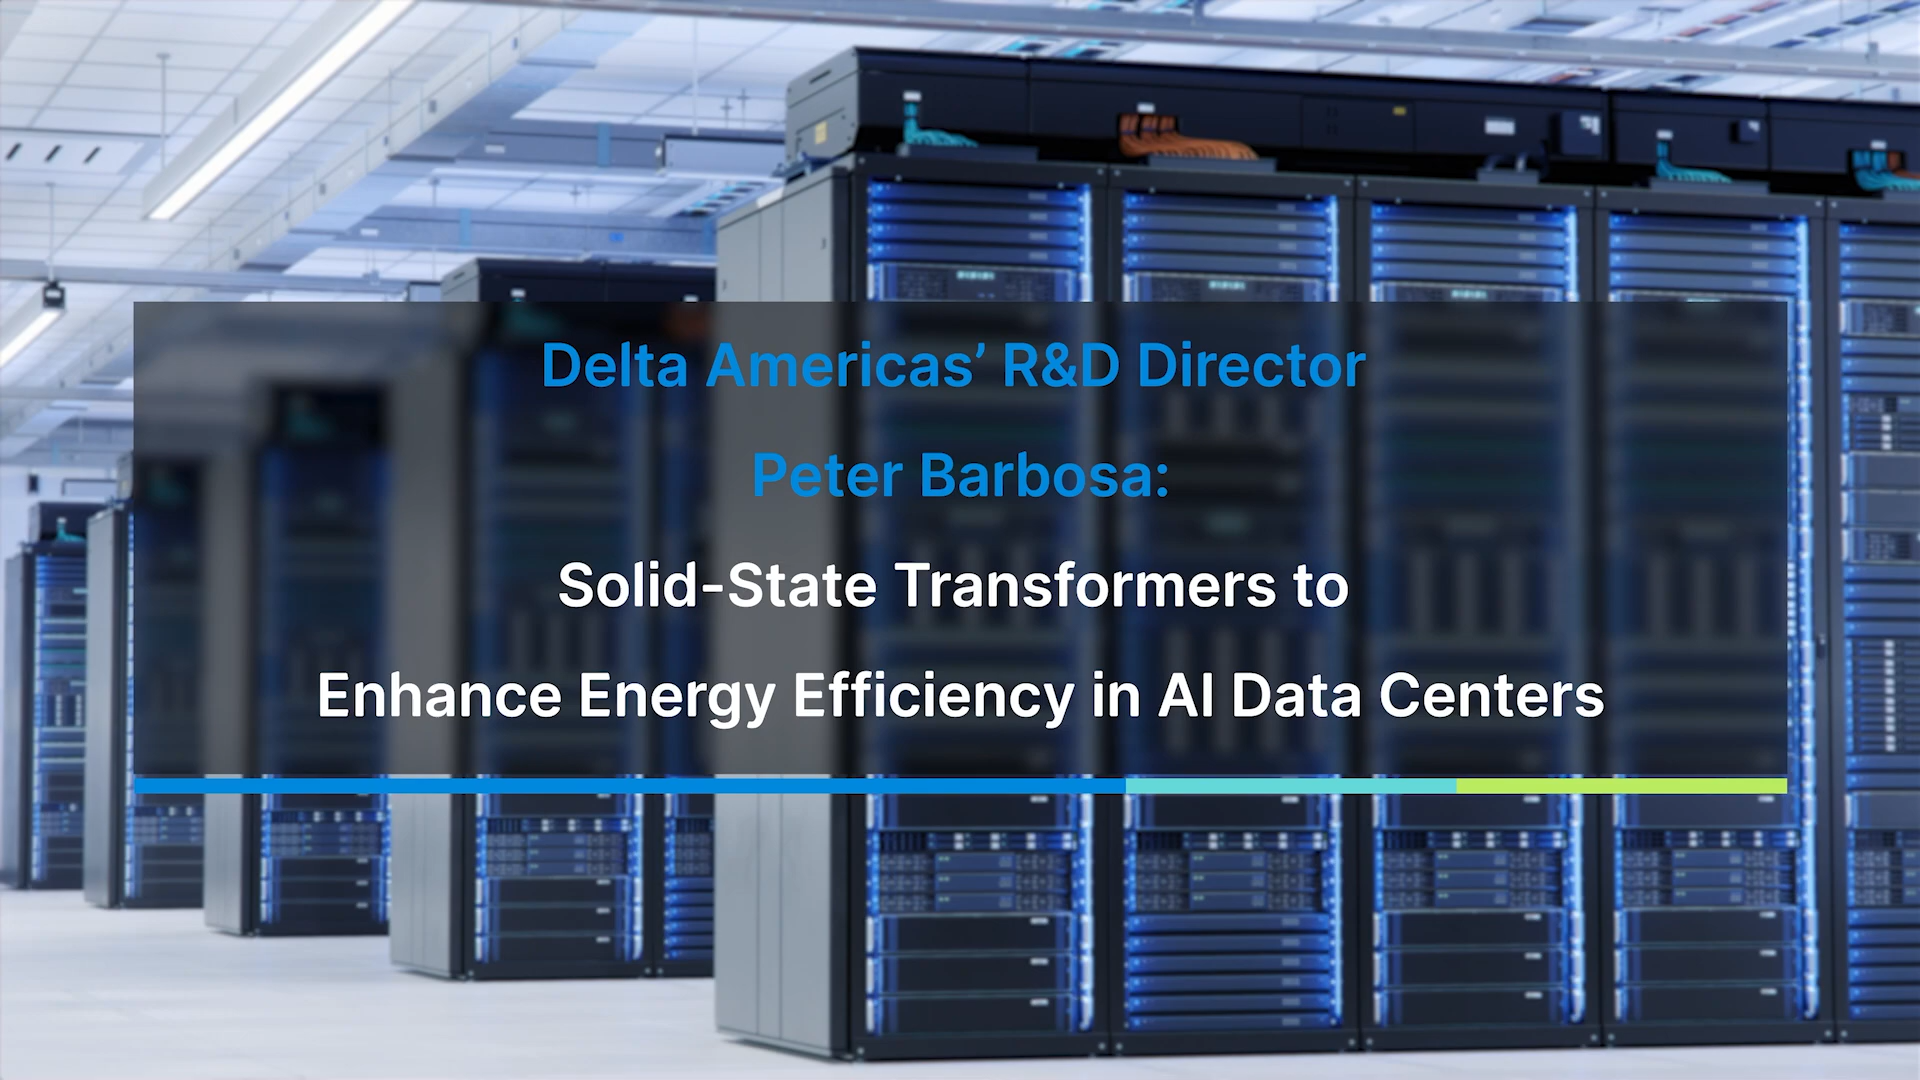 Delta Americas’ R&D Director
Peter Barbosa:
Solid-State Transformers to
Enhance Energy Efficiency in AI Data Centers